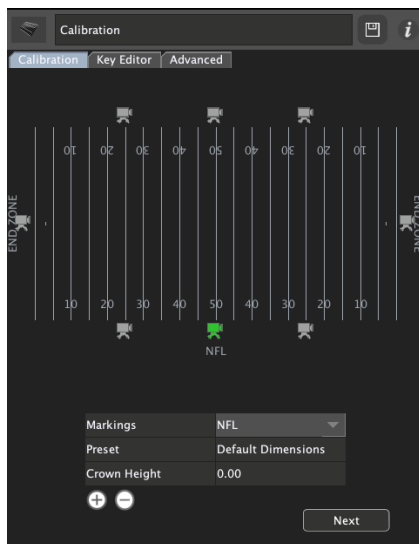 Calibration
i
Calibration Key Editor Advanced
10 20 30 40 50 40 30 20 10
END ZONE
END ZONE
10 20 30 40 50 40 30 20 10
NFL
Markings NFL
Preset Default Dimensions
Crown Height 0.00
Next